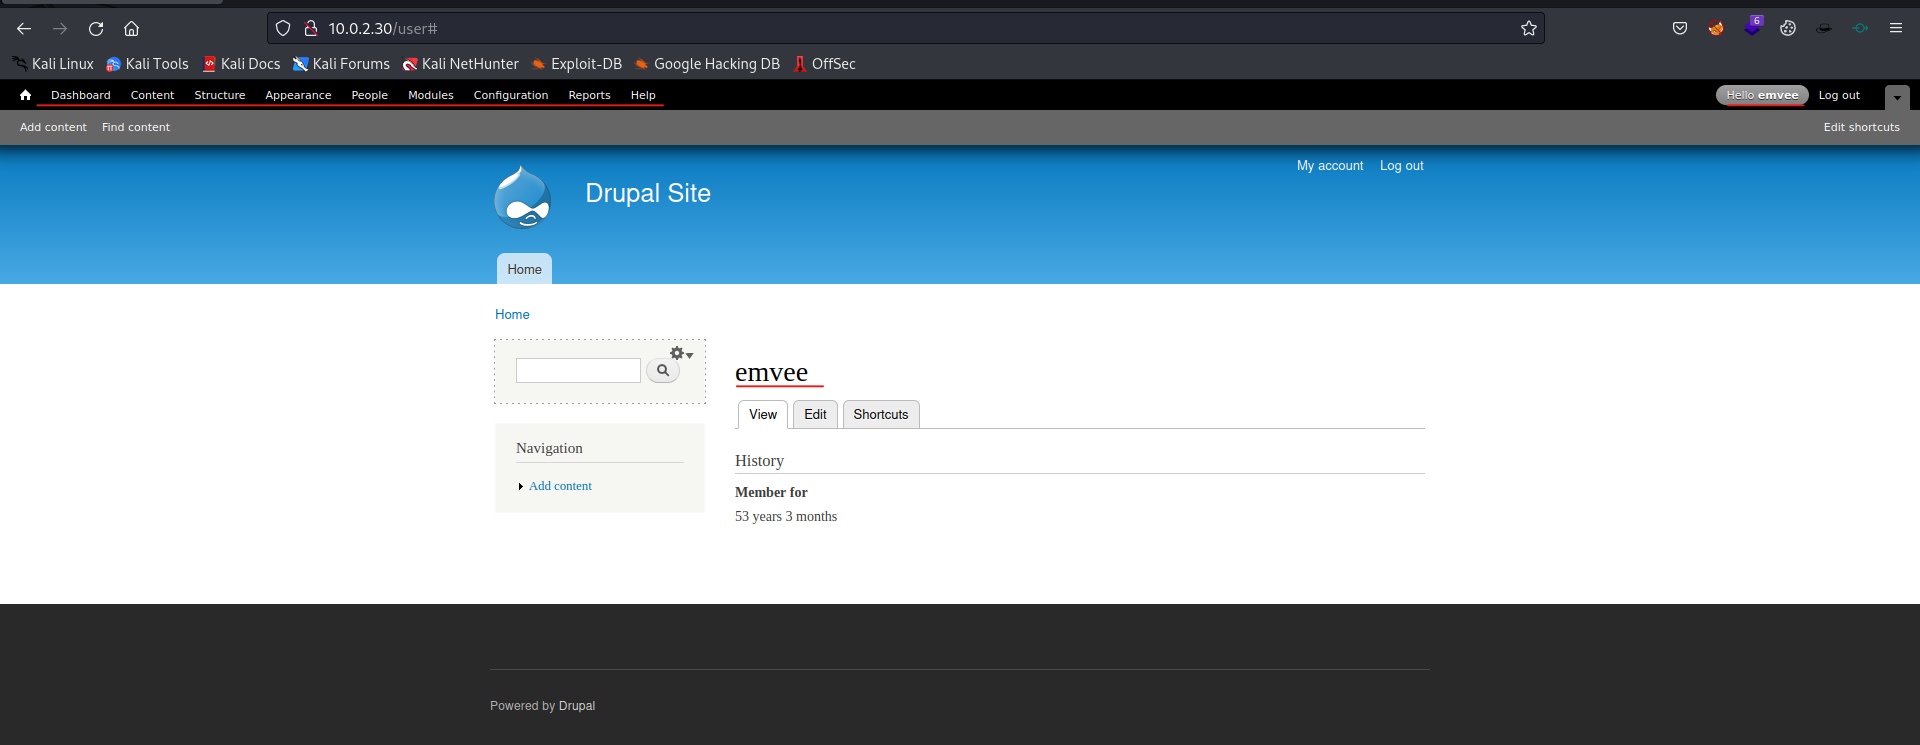 10.0.2.30/user#
6
Kali Linux Kali Tools Kali Docs Kali Forums Kali NetHunter Exploit-DB Google Hacking DB OffSec
Dashboard Content Structure Appearance People Modules Configuration Reports Help Hello emvee Log out
Add content Find content Edit shortcuts
My account Log out
Drupal Site
Home
Home
emvee
View Edit Shortcuts
Navigation
Add content
History
Member for
53 years 3 months
Powered by Drupal